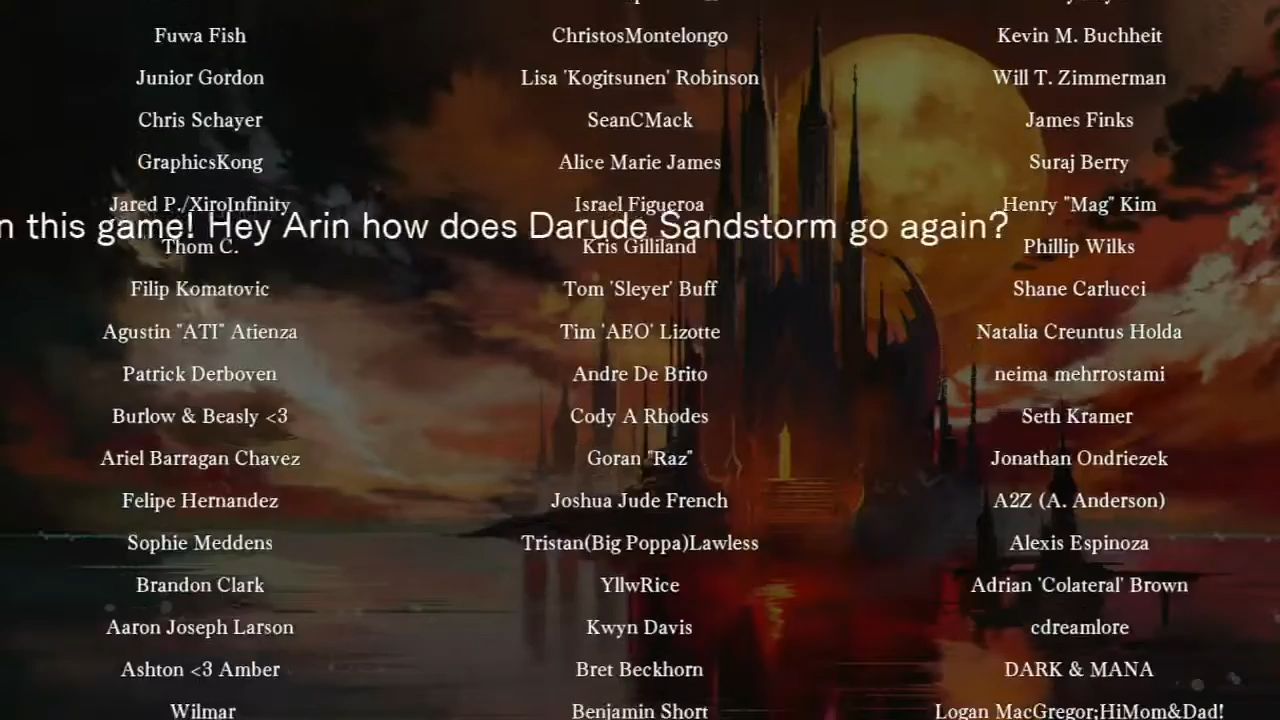 Fuwa Fish
ChristosMontelongo
Kevin M. Buchheit
Junior Gordon
Lisa 'Kogitsunen' Robinson
Will T. Zimmerman
Chris Schayer
SeanCMack
James Finks
GraphicsKong
Alice Marie James
Suraj Berry
Jared P./XiroInfinity
Israel Figueroa
Henry "Mag" Kim
n this game! Hey Arin how does Darude Sandstorm go again?
Thom C.
Kris Gilliland
Phillip Wilks
Filip Komatovic
Tom 'Sleyer' Buff
Shane Carlucci
Agustin "ATI" Atienza
Tim 'AEO' Lizotte
Natalia Creuntus Holda
Patrick Derboven
Andre De Brito
neima mehrrostami
Burlow & Beasly <3
Cody A Rhodes
Seth Kramer
Ariel Barragan Chavez
Goran "Raz"
Jonathan Ondriezek
Felipe Hernandez
Joshua Jude French
A2Z (A. Anderson)
Sophie Meddens
Tristan(Big Poppa)Lawless
Alexis Espinoza
Brandon Clark
YllwRice
Adrian 'Colateral' Brown
Aaron Joseph Larson
Kwyn Davis
cdreamlore
Ashton <3 Amber
Bret Beckhorn
DARK & MANA
Wilmar
Benjamin Short
Logan MacGregor;HiMom&Dad!